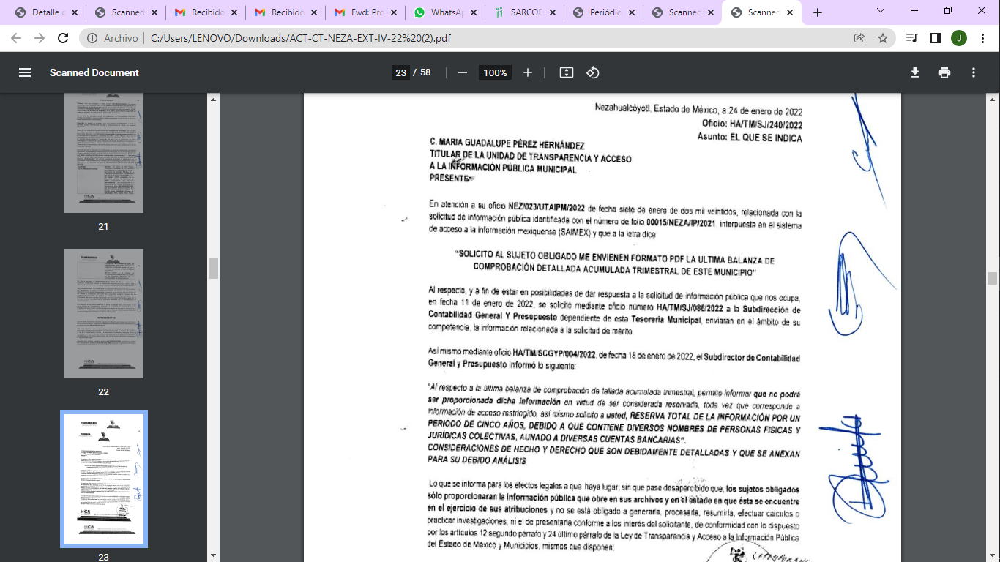 Detalle
Scanned
Recibido
Recibido
Fwd: Pro
WhatsAp
SARCOE
Periódic
Scanned
Scanned
Archivo | C:/Users/LENOVO/Downloads/ACT-CT-NEZA-EXT-IV-22%20(2).pdf
J
Scanned Document
23 / 58
100%
21
22
23
Nezahualcóyotl, Estado de México, a 24 de enero de 2022
Oficio: HA/TM/SJ/240/2022
Asunto: EL QUE SE INDICA
C. MARIA GUADALUPE PÉREZ HERNÁNDEZ
TITULAR DE LA UNIDAD DE TRANSPARENCIA Y ACCESO
A LA INFORMACIÓN PÚBLICA MUNICIPAL
PRESENTE
En atención a su oficio NEZ/023/UTAIPM/2022 de fecha siete de enero de dos mil veintidós, relacionada con la
solicitud de información pública identificada con el número de folio 00015/NEZA/IP/2021 interpuesta en el sistema
de acceso a la información mexiquense (SAIMEX) y que a la letra dice
"SOLICITO AL SUJETO OBLIGADO ME ENVIENEN FORMATO PDF LA ULTIMA BALANZA DE
COMPROBACIÓN DETALLADA ACUMULADA TRIMESTRAL DE ESTE MUNICIPIO"
Al respecto, y a fin de estar en posibilidades de dar respuesta a la solicitud de información pública que nos ocupa,
en fecha 11 de enero de 2022, se solicitó mediante oficio número HA/TM/SJ/086/2022 a la Subdirección de
Contabilidad General Y Presupuesto dependiente de esta Tesorería Municipal, enviaran en el ámbito de su
competencia, la información relacionada a la solicitud de mérito.
Así mismo mediante oficio HA/TM/SCGYP/004/2022, de fecha 18 de enero de 2022, el Subdirector de Contabilidad
General y Presupuesto informó lo siguiente:
"Al respecto a la última balanza de comprobación de tallada acumulada trimestral, permito informar que no podrá
ser proporcionada dicha información en virtud de ser considerada reservada, toda vez que corresponde a
información de acceso restringido, así mismo solicito a usted, RESERVA TOTAL DE LA INFORMACIÓN POR UN
PERIODO DE CINCO AÑOS, DEBIDO A QUE CONTIENE DIVERSOS NOMBRES DE PERSONAS FISICAS Y
JURÍDICAS COLECTIVAS, AUNADO A DIVERSAS CUENTAS BANCARIAS".
CONSIDERACIONES DE HECHO Y DERECHO QUE SON DEBIDAMENTE DETALLADAS Y QUE SE ANEXAN
PARA SU DEBIDO ANÁLISIS
Lo que se informa para los efectos legales a que haya lugar, sin que pase desapercibido que, los sujetos obligados
sólo proporcionaran la información pública que obre en sus archivos y en el estado en que ésta se encuentre
en el ejercicio de sus atribuciones y no se está obligado a generarla, procesarla, resumirla, efectuar cálculos o
practicar investigaciones, ni el de presentarla conforme a los interés del solicitante, de conformidad con lo dispuesto
por los artículos 12 segundo párrafo y 24 último párrafo de la Ley de Transparencia y Acceso a la Información Pública
del Estado de México y Municipios, mismos que disponen: